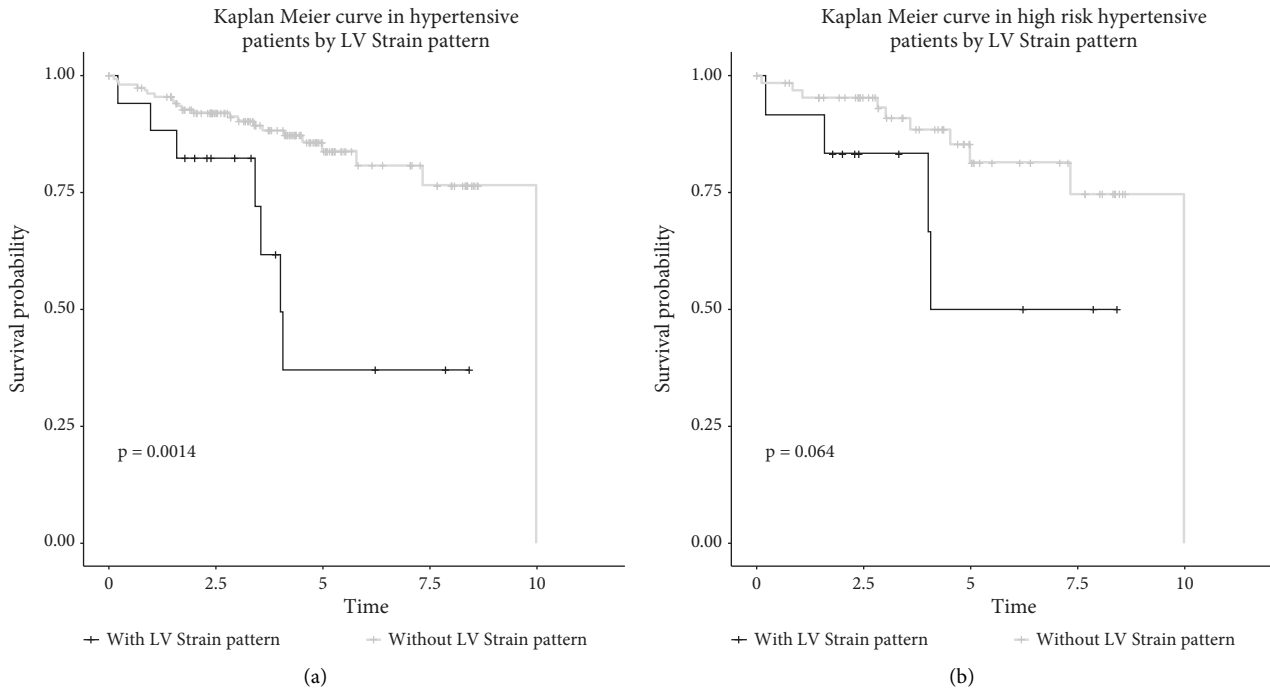 Kaplan Meier curve in hypertensive
patients by LV Strain pattern
1.00
0.75
0.50
0.25
0.00
Survival probability
p = 0.0014
0 2.5 5 7.5 10
Time
With LV Strain pattern Without LV Strain pattern
(a)
Kaplan Meier curve in high risk hypertensive
patients by LV Strain pattern
1.00
0.75
0.50
0.25
0.00
Survival probability
p = 0.064
0 2.5 5 7.5 10
Time
With LV Strain pattern Without LV Strain pattern
(b)